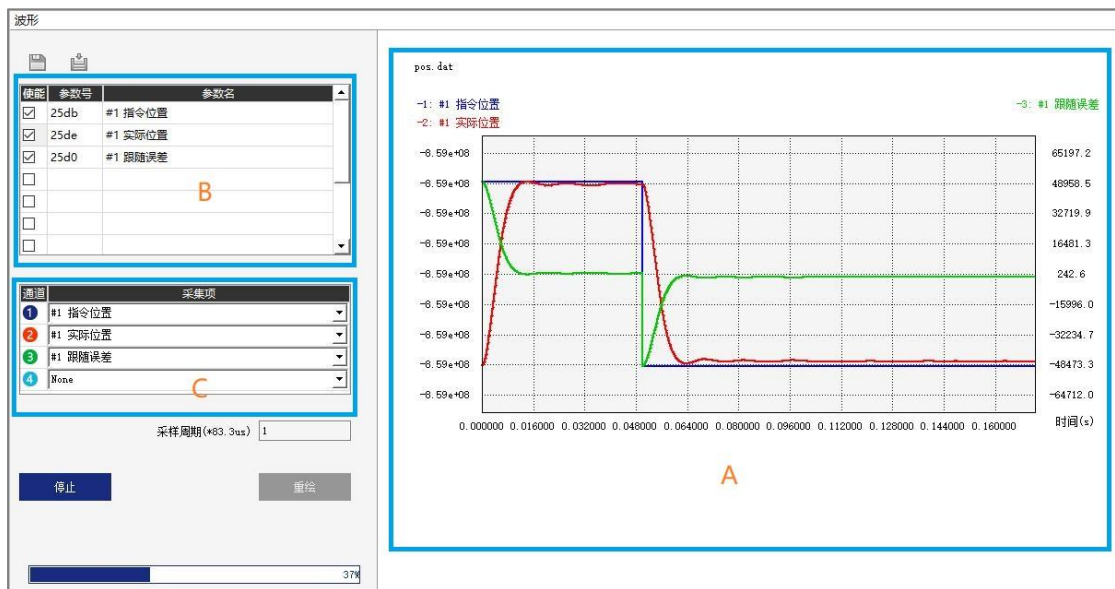 波形
使能 参数号 参数名
25db #1 指令位置
25de #1 实际位置
25d0 #1 跟随误差
B
通道 采集项
1 #1 指令位置
2 #1 实际位置
3 #1 跟随误差
4 None
C
采样周期(*83.3us) 1
停止 重绘
37%
pos.dat
-1: #1 指令位置 -3: #1 跟随误差
-2: #1 实际位置
-8.59e+08 65197.2
-8.59e+08 48958.5
-8.59e+08 32719.9
-8.59e+08 16481.3
-8.59e+08 242.6
-8.59e+08 -15996.0
-8.59e+08 -32234.7
-8.59e+08 -48473.3
-8.59e+08 -64712.0
0.000000 0.016000 0.032000 0.048000 0.064000 0.080000 0.096000 0.112000 0.128000 0.144000 0.160000 时间(s)
A